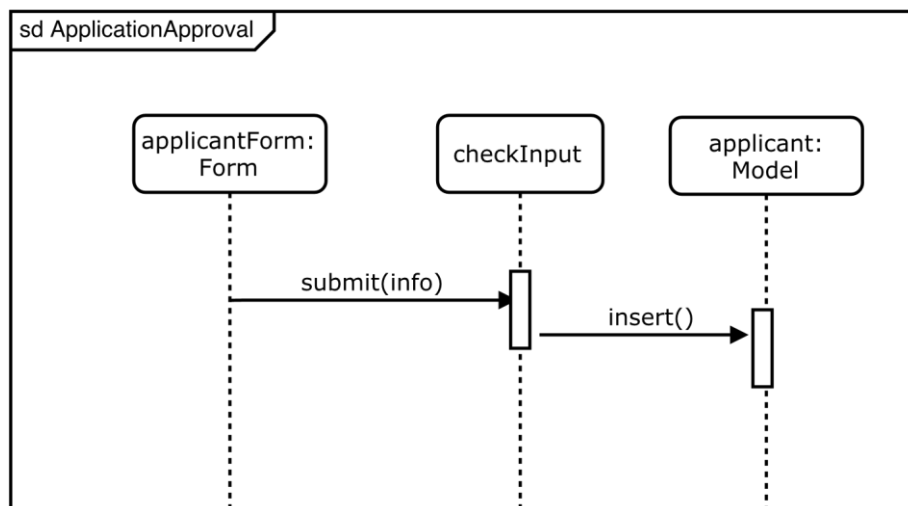 sd ApplicationApproval
applicantForm:
Form
checkInput
applicant:
Model
submit(info)
insert()